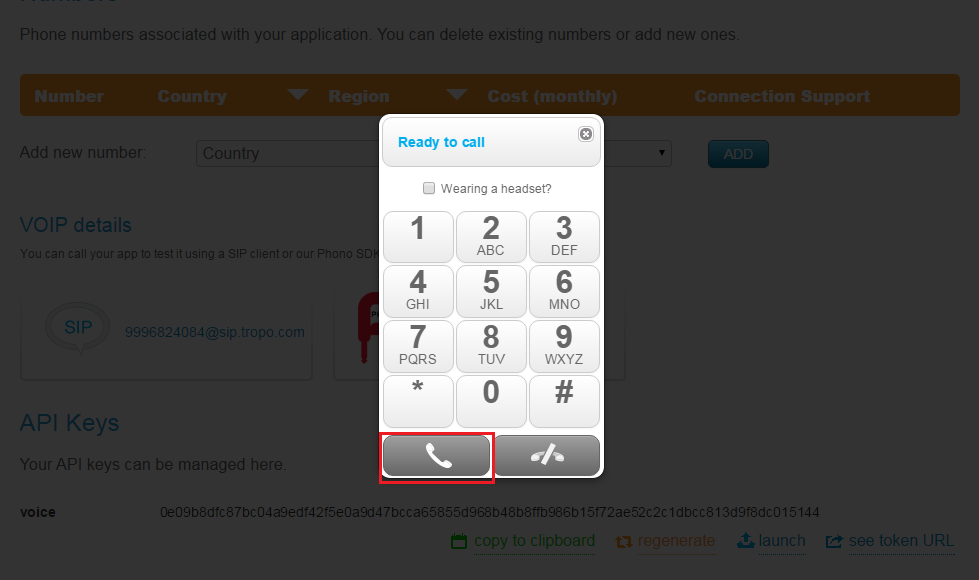 Phone numbers associated with your application. You can delete existing numbers or add new ones.
Number Country Region Cost (monthly) Connection Support
Add new number: Country ADD
Ready to call
Wearing a headset?
1 2 3
ABC DEF
4 5 6
GHI JKL MNO
7 8 9
PQRS TUV WXYZ
* 0 #
VOIP details
You can call your app to test it using a SIP client or our Phono SDK
SIP 9996824084@sip.tropo.com
API Keys
Your API keys can be managed here.
voice 0e09b8dfc87bc04a9edf42f5e0a9d47bcca65855d968b48b8ffb986b15f72ae52c2c1dbcc813d9f8dc015144
copy to clipboard regenerate launch see token URL